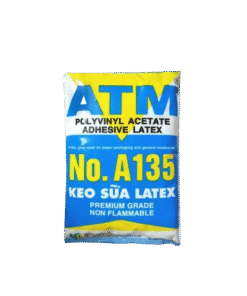 ATM
POLYVINYL ACETATE
ADHESIVE LATEX
No. A135
KEO SỮA LATEX
PREMIUM GRADE
NON FLAMMABLE